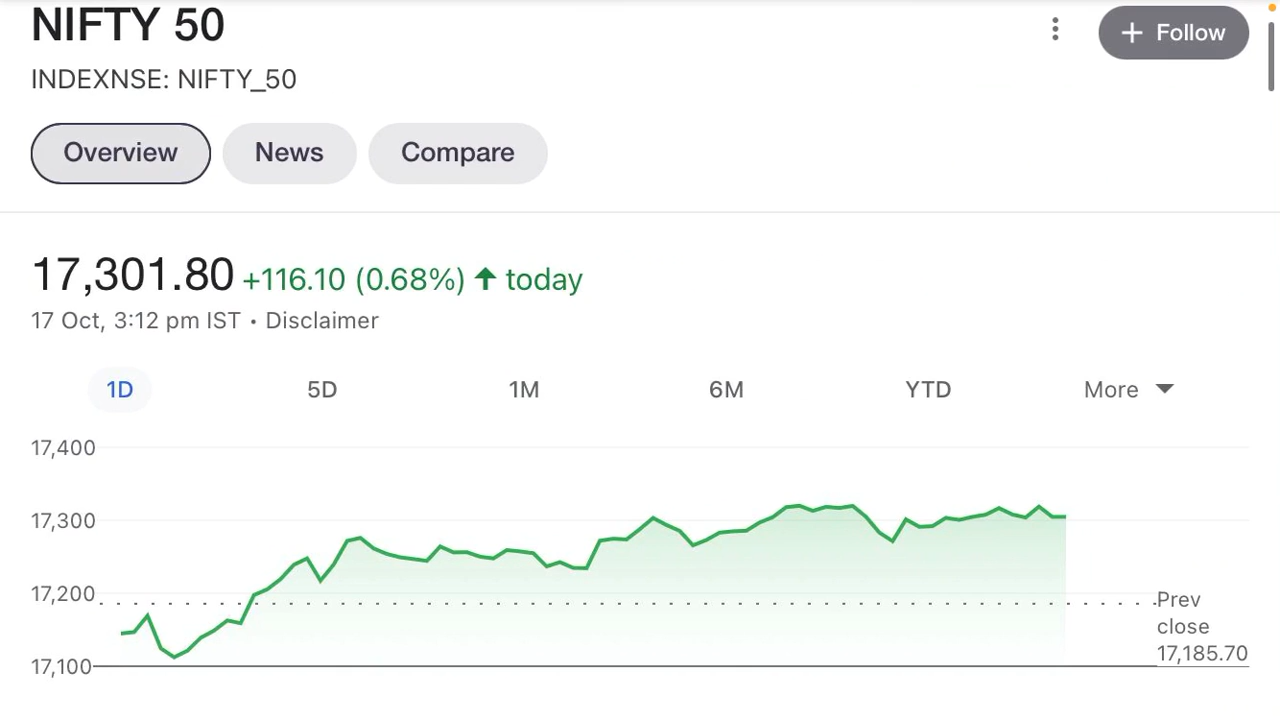 NIFTY 50
+ Follow
INDEXNSE: NIFTY_50
Overview
News
Compare
17,301.80 +116.10 (0.68%) ↑ today
17 Oct, 3:12 pm IST • Disclaimer
1D
5D
1M
6M
YTD
More
17,400
17,300
17,200
17,100
Prev
close
17,185.70